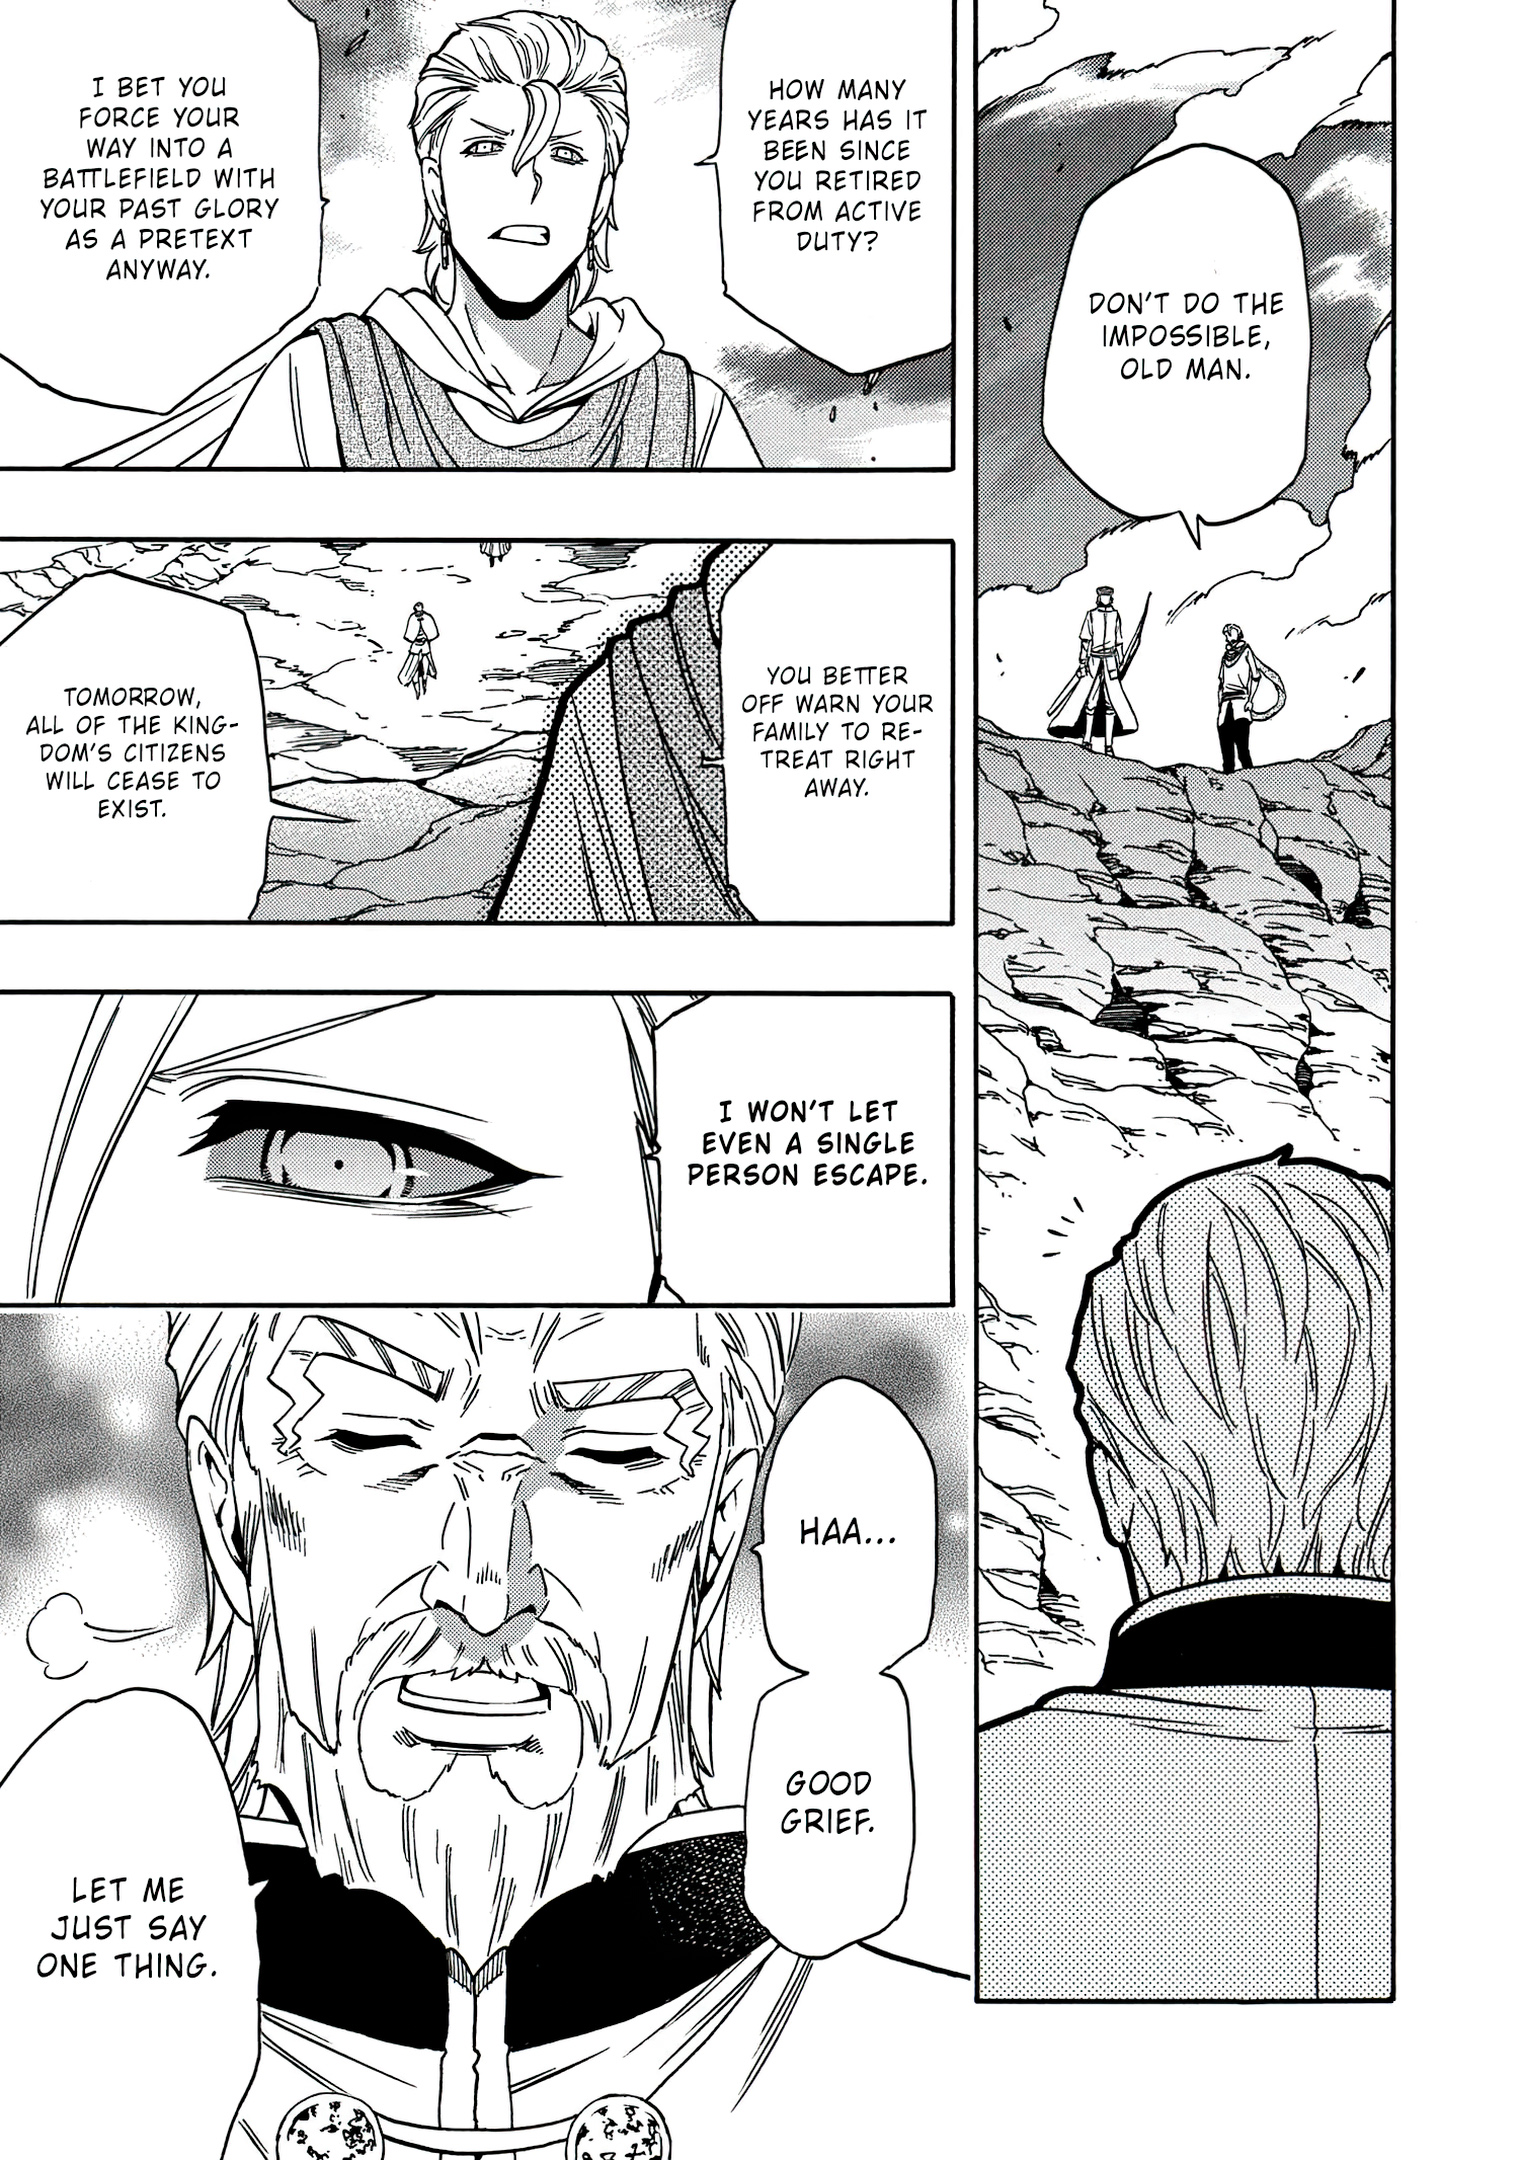 DON'T DO THE
IMPOSSIBLE,
OLD MAN.
HOW MANY
YEARS HAS IT
BEEN SINCE
YOU RETIRED
FROM ACTIVE
DUTY?
I BET YOU
FORCE YOUR
WAY INTO A
BATTLEFIELD WITH
YOUR PAST GLORY
AS A PRETEXT
ANYWAY.
YOU BETTER
OFF WARN YOUR
FAMILY TO RE-
TREAT RIGHT
AWAY.
TOMORROW,
ALL OF THE KING-
DOM'S CITIZENS
WILL CEASE TO
EXIST.
I WON'T LET
EVEN A SINGLE
PERSON ESCAPE.
HAA...
GOOD
GRIEF.
LET ME
JUST SAY
ONE THING.